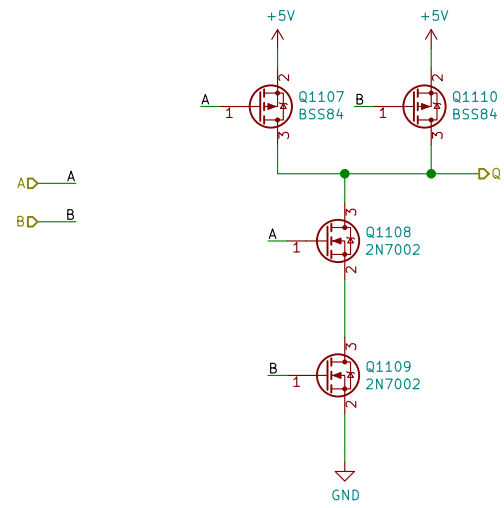 +5V +5V
2 2
A Q1107 B Q1110
1 BSS84 1 BSS84
3 3
A A Q
B B
3
A Q1108
1 2N7002
2
3
B Q1109
1 2N7002
2
GND